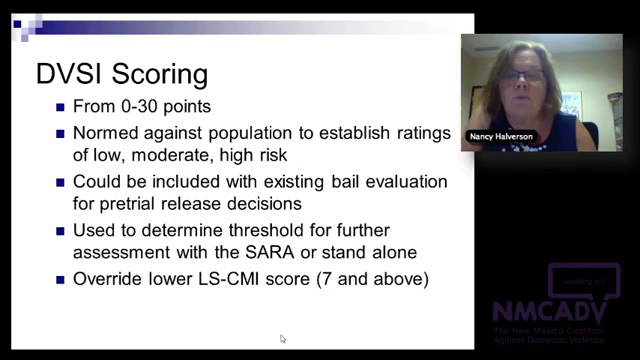 DVSI Scoring
From 0-30 points
Normed against population to establish ratings
of low, moderate, high risk
Could be included with existing bail evaluation
for pretrial release decisions
Used to determine threshold for further
assessment with the SARA or stand alone
Override lower LS-CMI score (7 and above)
Nancy Halverson
NMCADV
The New Mexico Coalition
Against Domestic Violence